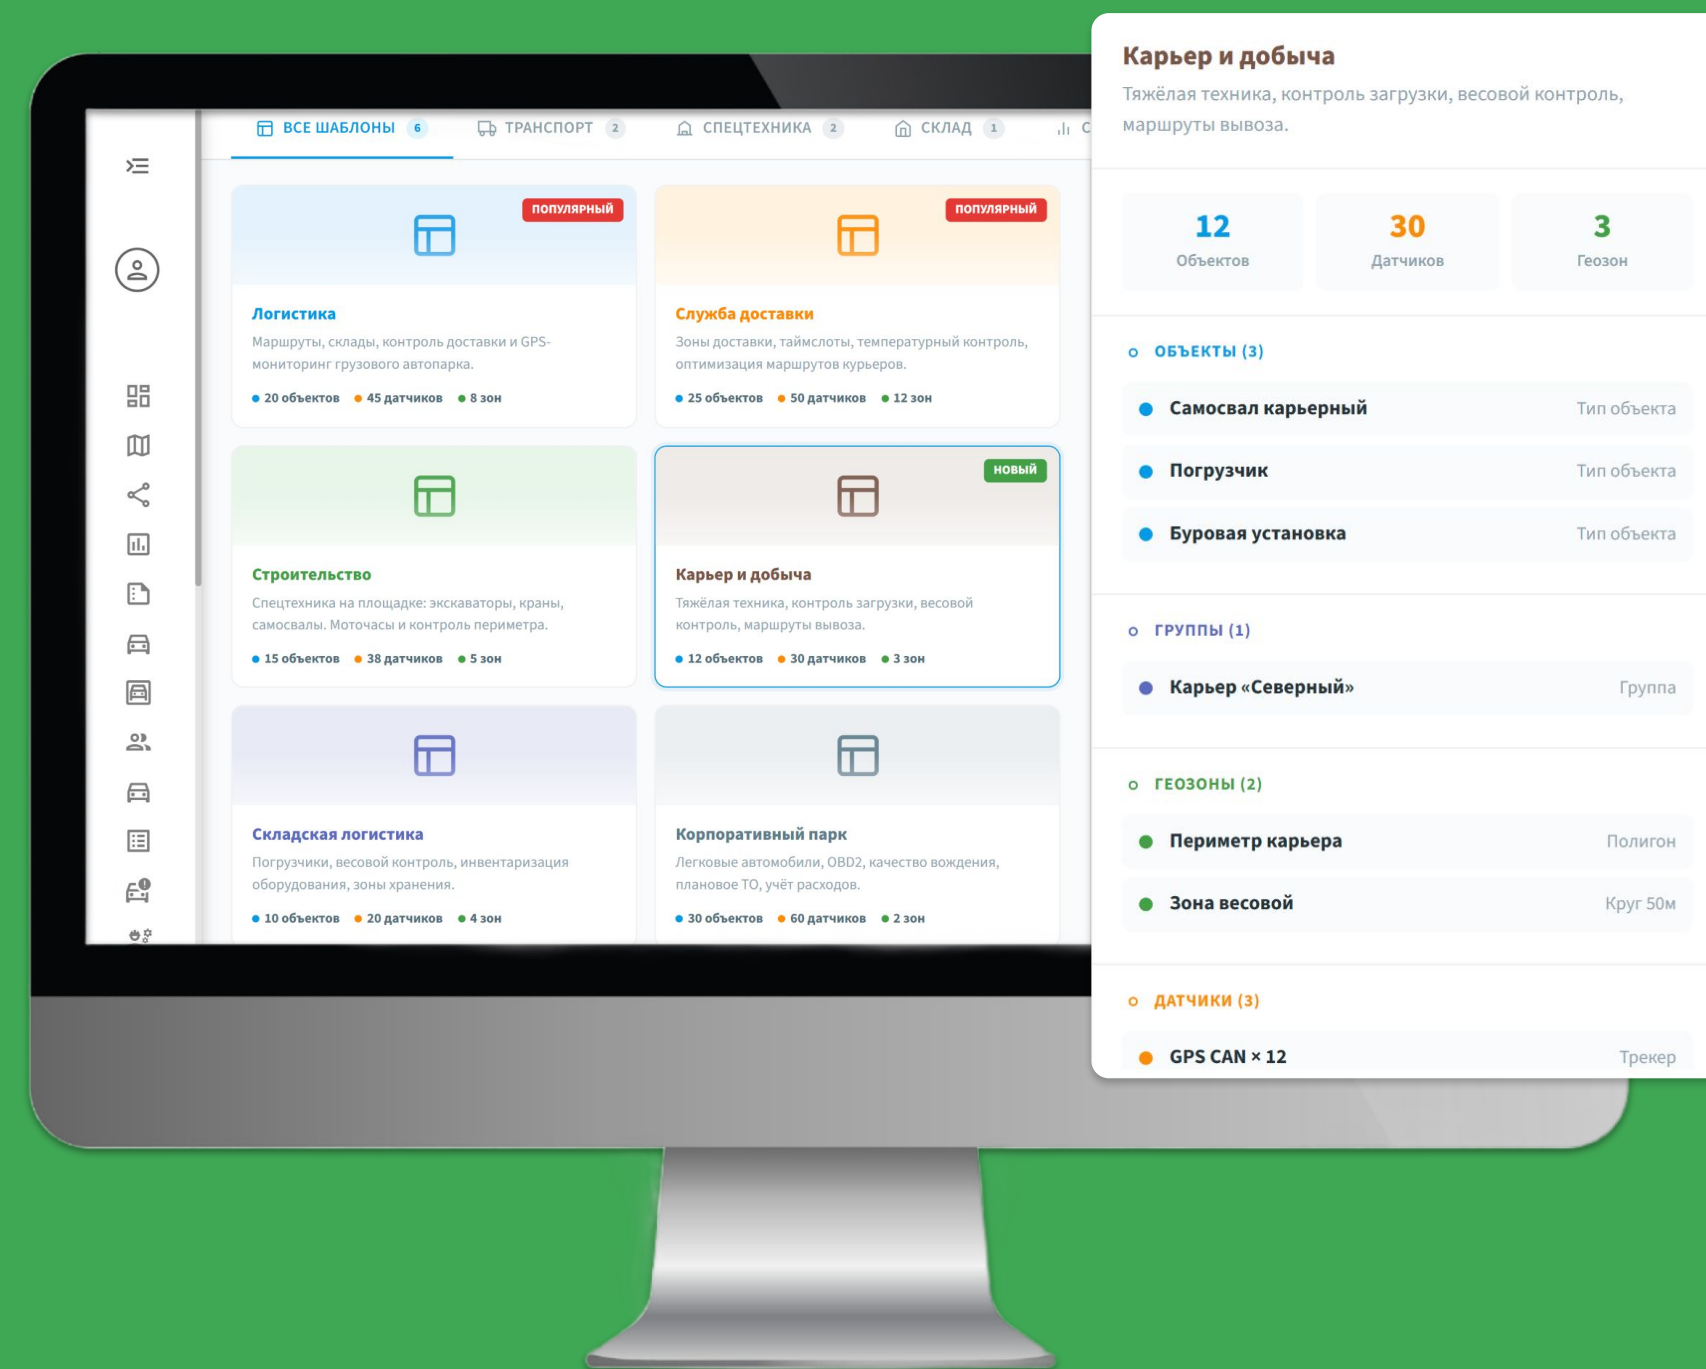 ВСЕ ШАБЛОНЫ 6
ТРАНСПОРТ 2
СПЕЦТЕХНИКА 2
СКЛАД 1
ПОПУЛЯРНЫЙ
Логистика
Маршруты, склады, контроль доставки и GPS-
мониторинг грузового автопарка.
20 объектов 45 датчиков 8 зон
ПОПУЛЯРНЫЙ
Служба доставки
Зоны доставки, таймслоты, температурный контроль,
оптимизация маршрутов курьеров.
25 объектов 50 датчиков 12 зон
Строительство
Спецтехника на площадке: экскаваторы, краны,
самосвалы. Моточасы и контроль периметра.
15 объектов 38 датчиков 5 зон
НОВЫЙ
Карьер и добыча
Тяжёлая техника, контроль загрузки, весовой
контроль, маршруты вывоза.
12 объектов 30 датчиков 3 зон
Складская логистика
Погрузчики, весовой контроль, инвентаризация
оборудования, зоны хранения.
10 объектов 20 датчиков 4 зон
Корпоративный парк
Легковые автомобили, OBD2, качество вождения,
плановое ТО, учёт расходов.
30 объектов 60 датчиков 2 зон
Карьер и добыча
Тяжёлая техника, контроль загрузки, весовой контроль,
маршруты вывоза.
12 30 3
Объектов Датчиков Геозон
ОБЪЕКТЫ (3)
Самосвал карьерный Тип объекта
Погрузчик Тип объекта
Буровая установка Тип объекта
ГРУППЫ (1)
Карьер «Северный» Группа
ГЕОЗОНЫ (2)
Периметр карьера Полигон
Зона весовой Круг 50м
ДАТЧИКИ (3)
GPS CAN × 12 Трекер